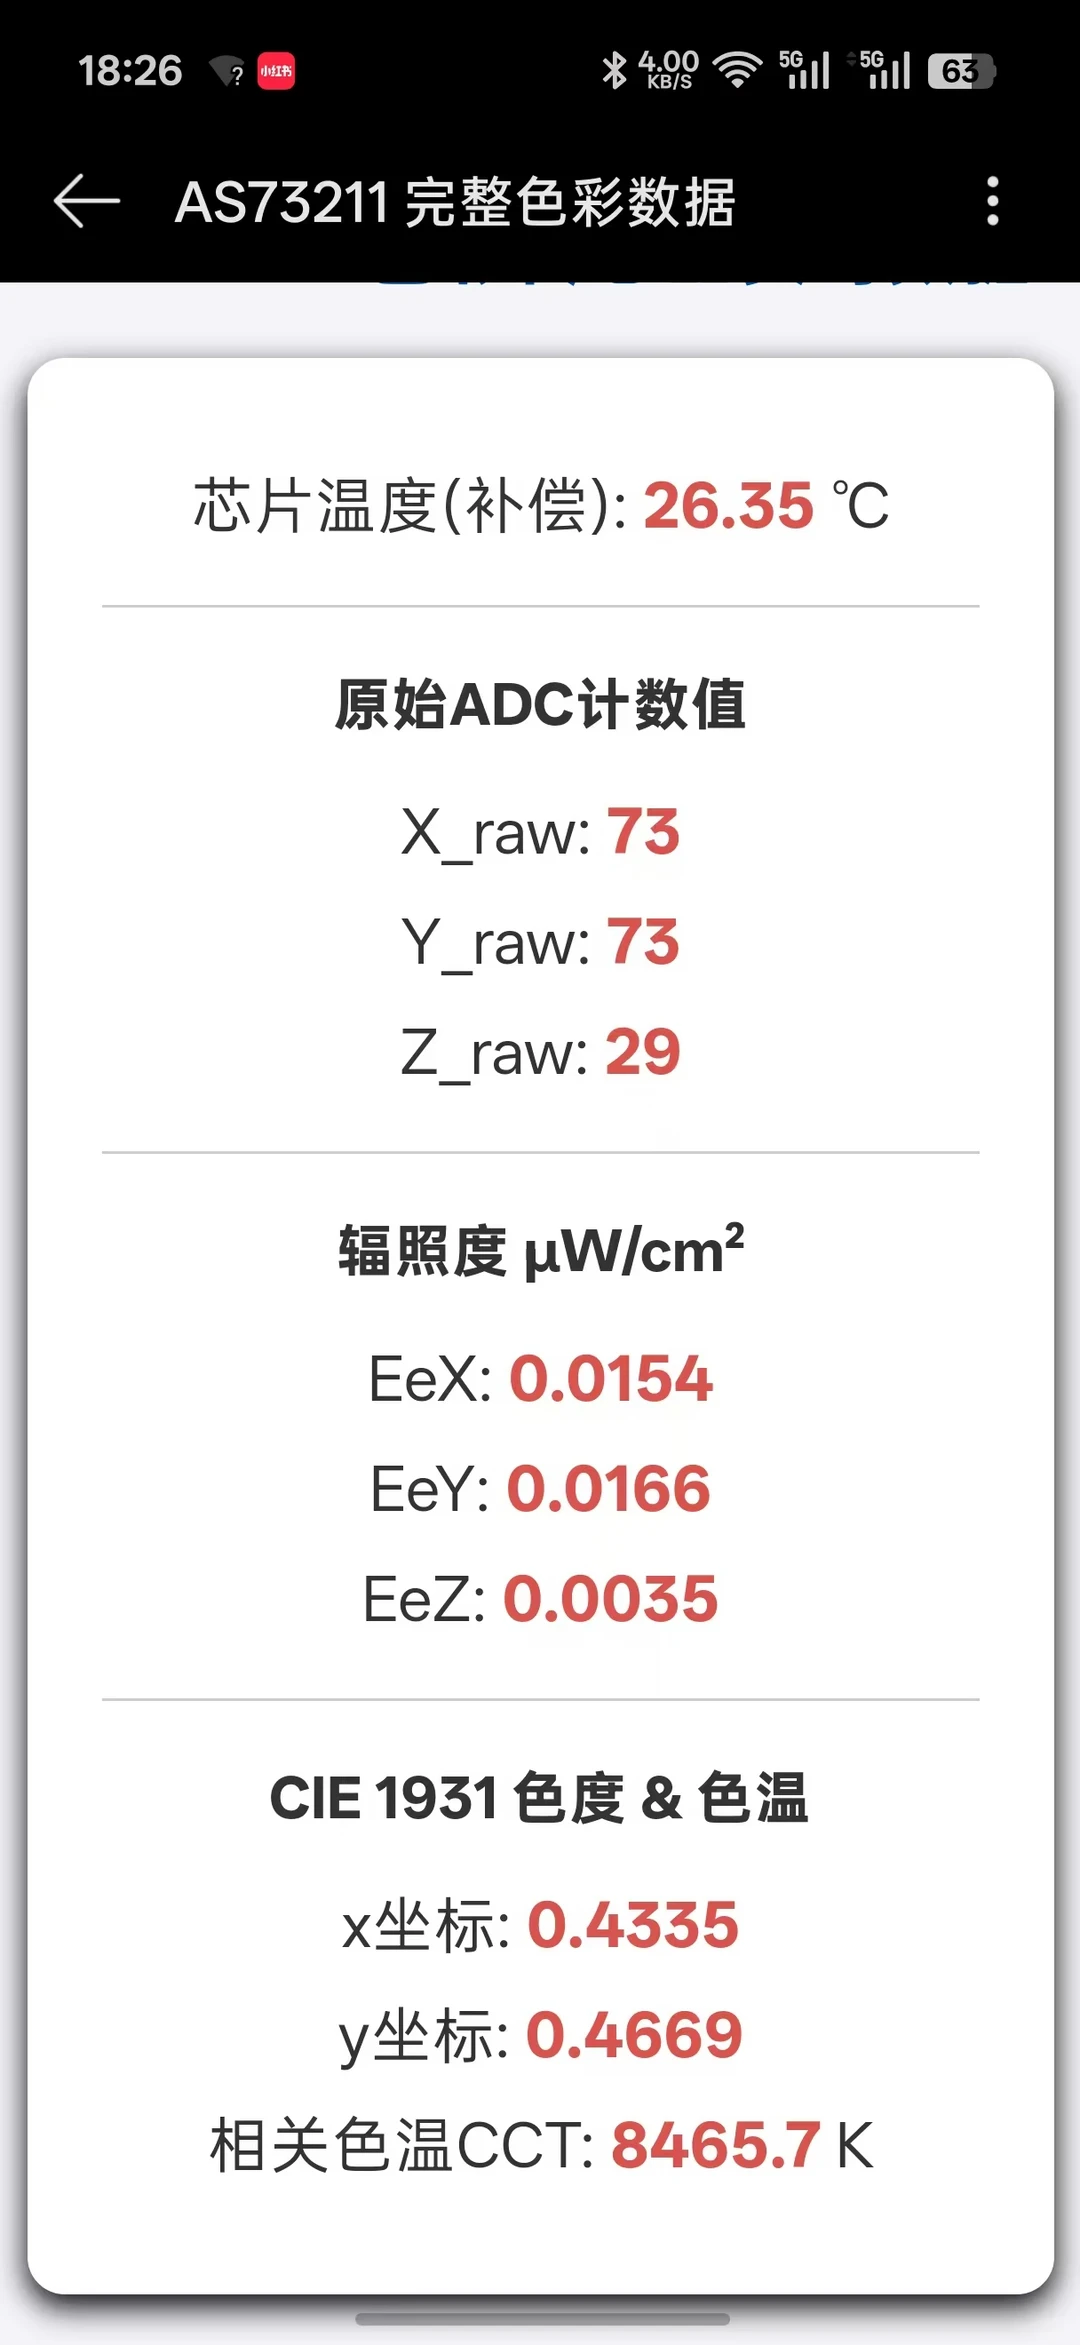 18:26
小红书
4.00
KB/S
5G
5G
63
AS73211 完整色彩数据
芯片温度(补偿): 26.35 ℃
原始ADC计数值
X_raw: 73
Y_raw: 73
Z_raw: 29
辐照度 μW/cm²
EeX: 0.0154
EeY: 0.0166
EeZ: 0.0035
CIE 1931 色度 & 色温
x坐标: 0.4335
y坐标: 0.4669
相关色温CCT: 8465.7 K